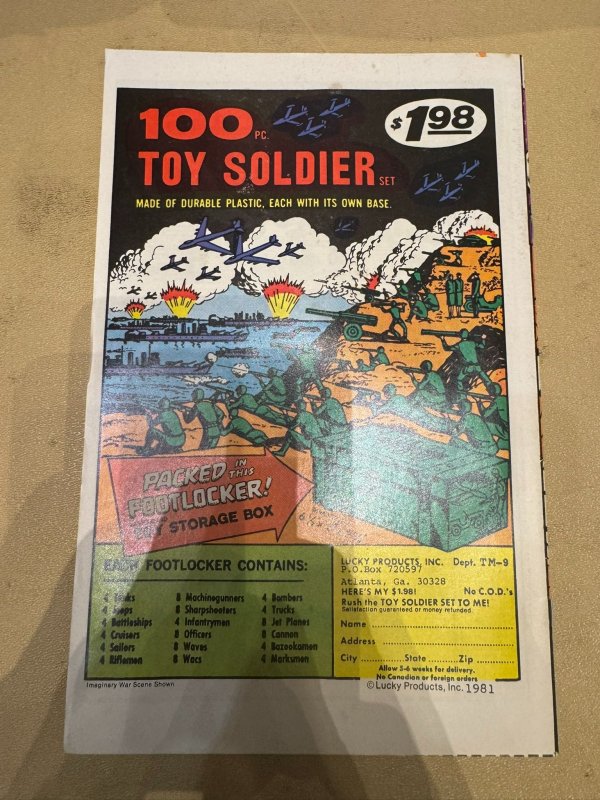 100 PC.
$1.98
TOY SOLDIER SET
MADE OF DURABLE PLASTIC, EACH WITH ITS OWN BASE.
PACKED IN THIS
FOOTLOCKER!
TOY STORAGE BOX
EACH FOOTLOCKER CONTAINS:
4 Tanks
4 Jeeps
4 Battleships
4 Cruisers
4 Sailors
4 Riflemen
8 Machinegunners
8 Sharpshooters
4 Infantrymen
8 Officers
8 Waves
8 Wacs
4 Bombers
4 Trucks
8 Jet Planes
8 Cannon
4 Bazookamen
4 Marksmen
LUCKY PRODUCTS, INC. Dept. TM-9
P.O.Box 720597
Atlanta, Ga. 30328
HERE'S MY $1.98! No C.O.D.'s
Rush the TOY SOLDIER SET TO ME!
Satisfaction guaranteed or money refunded.
Name
Address
City State Zip
Allow 3-6 weeks for delivery.
No Canadian or foreign orders
Imaginary War Scene Shown
©Lucky Products, Inc. 1981